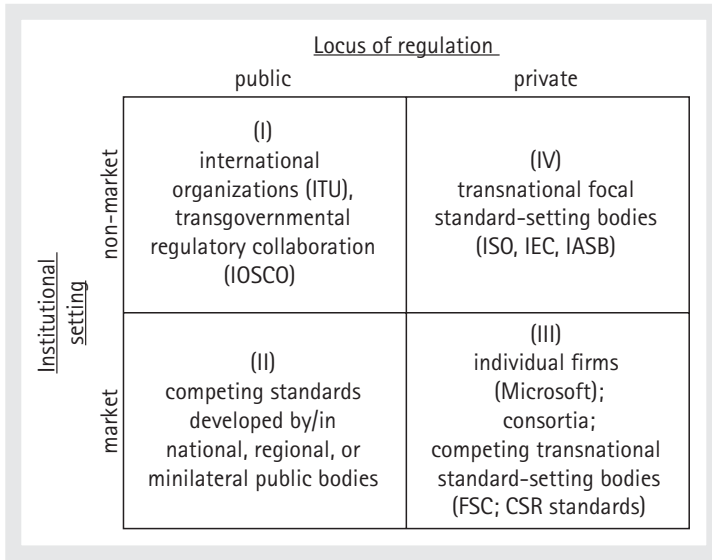 Locus of regulation
public
private
Institutional
setting
non-market
(I)
international
organizations (ITU),
transgovernmental
regulatory collaboration
(IOSCO)
(IV)
transnational focal
standard-setting bodies
(ISO, IEC, IASB)
market
(II)
competing standards
developed by/in
national, regional, or
minilateral public bodies
(III)
individual firms
(Microsoft);
consortia;
competing transnational
standard-setting bodies
(FSC; CSR standards)